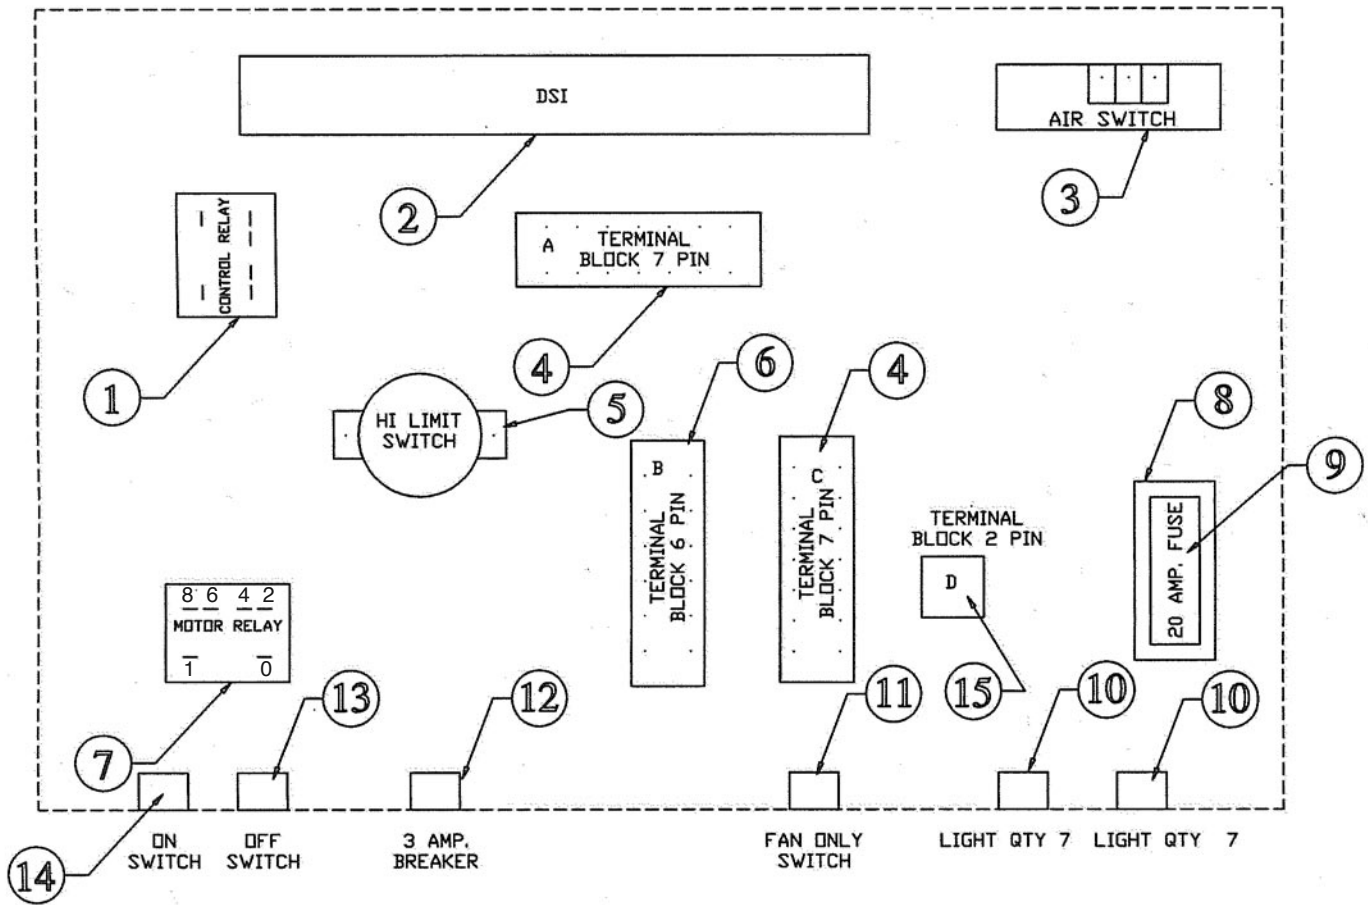 DSI
AIR SWITCH
2
3
CONTROL RELAY
A
TERMINAL
BLOCK 7 PIN
1
4
6
4
5
HI LIMIT
SWITCH
8
9
B
TERMINAL
BLOCK 6 PIN
C
TERMINAL
BLOCK 7 PIN
TERMINAL
BLOCK 2 PIN
D
20 AMP. FUSE
8 6 4 2
MOTOR RELAY
1 0
13
12
11
15
10
10
7
14
ON
SWITCH
OFF
SWITCH
3 AMP.
BREAKER
FAN ONLY
SWITCH
LIGHT QTY 7
LIGHT QTY 7